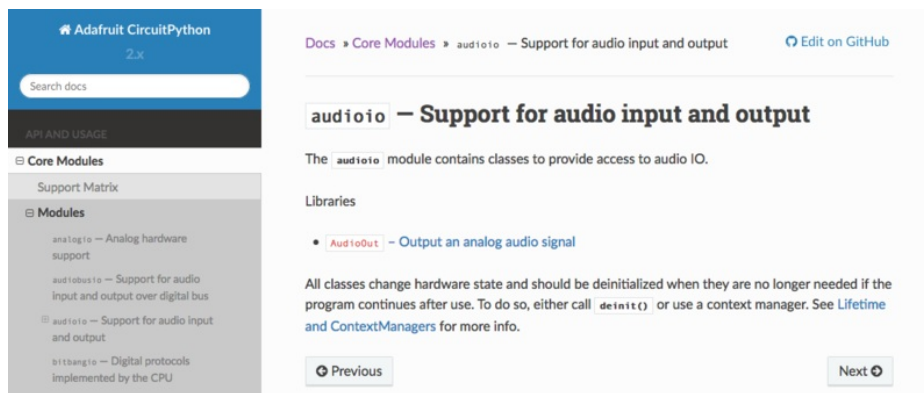 Adafruit CircuitPython
2.x
Search docs
API AND USAGE
Core Modules
Support Matrix
Modules
analogio — Analog hardware
support
audiobusio — Support for audio
input and output over digital bus
audioio — Support for audio input
and output
bitbangio — Digital protocols
implemented by the CPU
Docs » Core Modules » audioio — Support for audio input and output
Edit on GitHub
audioio — Support for audio input and output
The audioio module contains classes to provide access to audio IO.
Libraries
• AudioOut – Output an analog audio signal
All classes change hardware state and should be deinitialized when they are no longer needed if the
program continues after use. To do so, either call deinit() or use a context manager. See Lifetime
and ContextManagers for more info.
Previous
Next